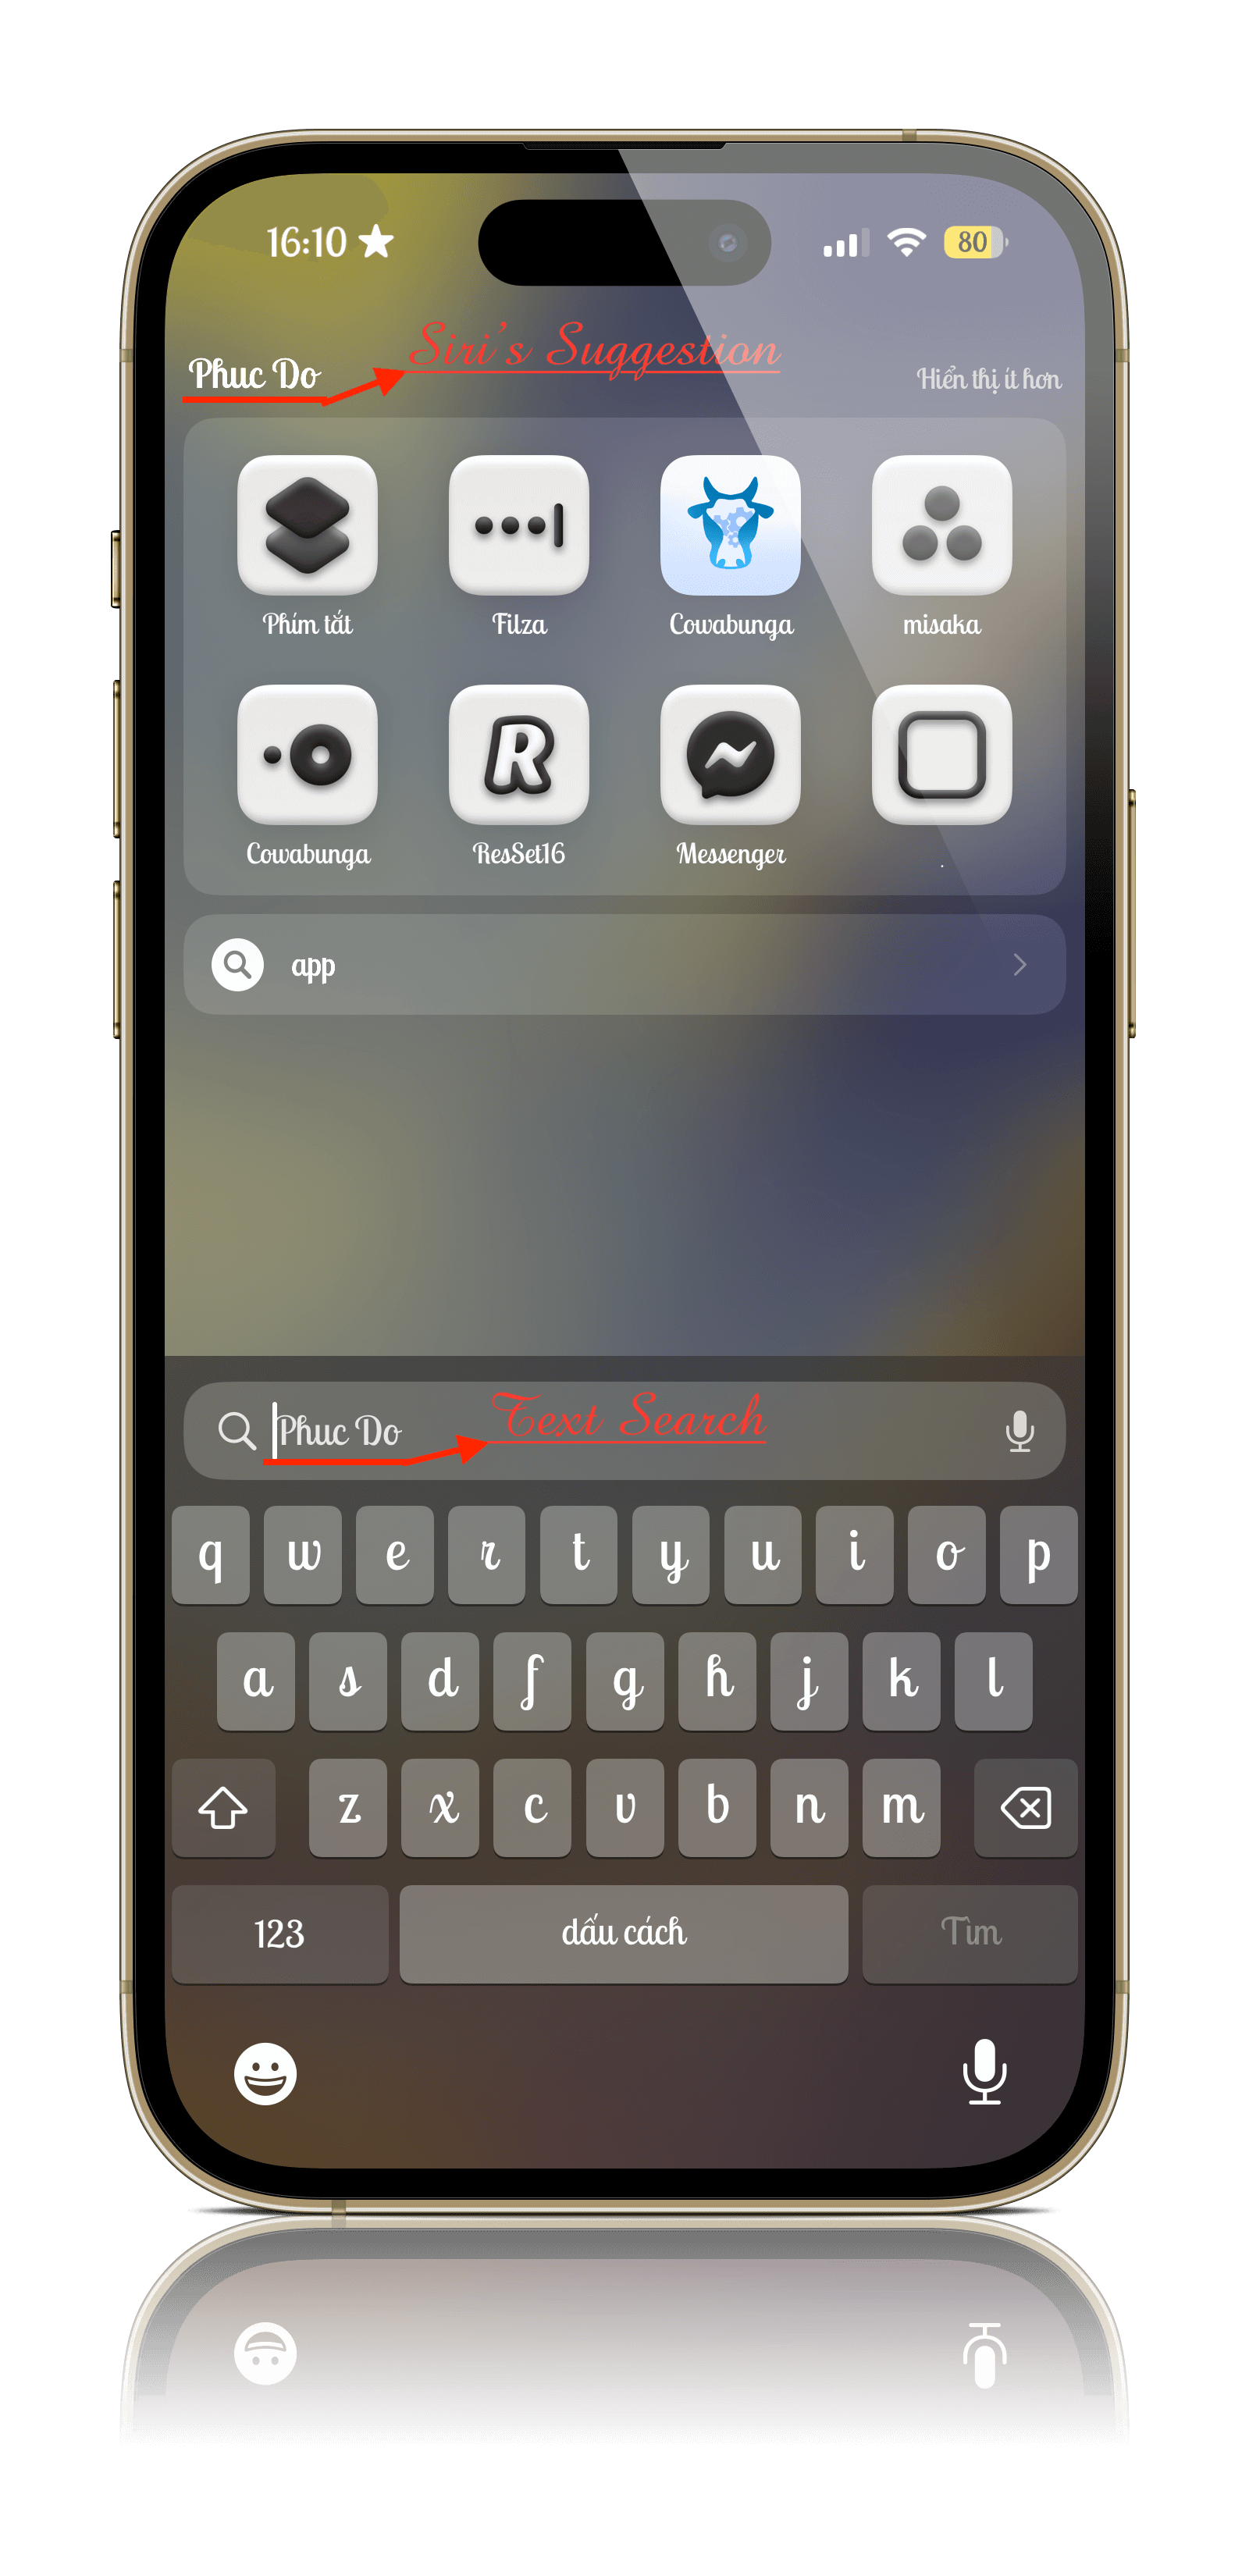 16:10
80
Siri's Suggestion
Phuc Do
Hiển thị ít hơn
Phím tắt Filza Cowabunga misaka
R
Cowabunga ResSet16 Messenger .
app
Phuc Do
Text Search
q w e r t y u i o p
a s d f g h j k l
z x c v b n m
123 dấu cách Tìm